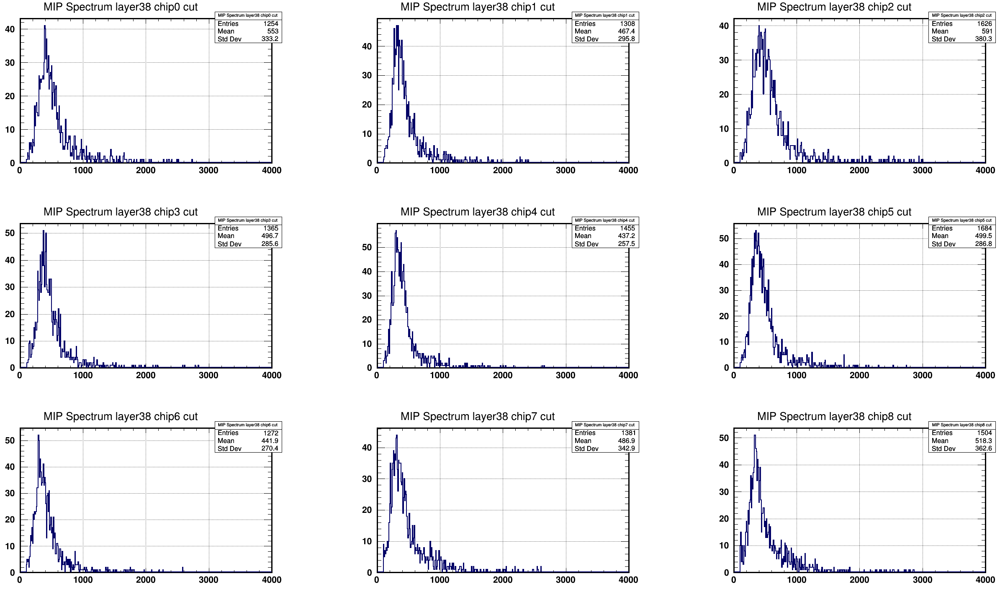 MIP Spectrum layer38 chip0 cut
MIP Spectrum layer38 chip0 cut
Entries 1254
Mean 553
Std Dev 333.2
40
30
20
10
0
0 1000 2000 3000 4000
MIP Spectrum layer38 chip1 cut
MIP Spectrum layer38 chip1 cut
Entries 1308
Mean 467.4
Std Dev 295.8
40
30
20
10
0
0 1000 2000 3000 4000
MIP Spectrum layer38 chip2 cut
MIP Spectrum layer38 chip2 cut
Entries 1626
Mean 591
Std Dev 380.3
40
30
20
10
0
0 1000 2000 3000 4000
MIP Spectrum layer38 chip3 cut
MIP Spectrum layer38 chip3 cut
Entries 1365
Mean 496.7
Std Dev 285.6
50
40
30
20
10
0
0 1000 2000 3000 4000
MIP Spectrum layer38 chip4 cut
MIP Spectrum layer38 chip4 cut
Entries 1455
Mean 437.2
Std Dev 257.5
50
40
30
20
10
0
0 1000 2000 3000 4000
MIP Spectrum layer38 chip5 cut
MIP Spectrum layer38 chip5 cut
Entries 1684
Mean 499.5
Std Dev 286.8
50
40
30
20
10
0
0 1000 2000 3000 4000
MIP Spectrum layer38 chip6 cut
MIP Spectrum layer38 chip6 cut
Entries 1272
Mean 441.9
Std Dev 270.4
50
40
30
20
10
0
0 1000 2000 3000 4000
MIP Spectrum layer38 chip7 cut
MIP Spectrum layer38 chip7 cut
Entries 1381
Mean 486.9
Std Dev 342.9
40
30
20
10
0
0 1000 2000 3000 4000
MIP Spectrum layer38 chip8 cut
MIP Spectrum layer38 chip8 cut
Entries 1504
Mean 518.3
Std Dev 362.6
50
40
30
20
10
0
0 1000 2000 3000 4000